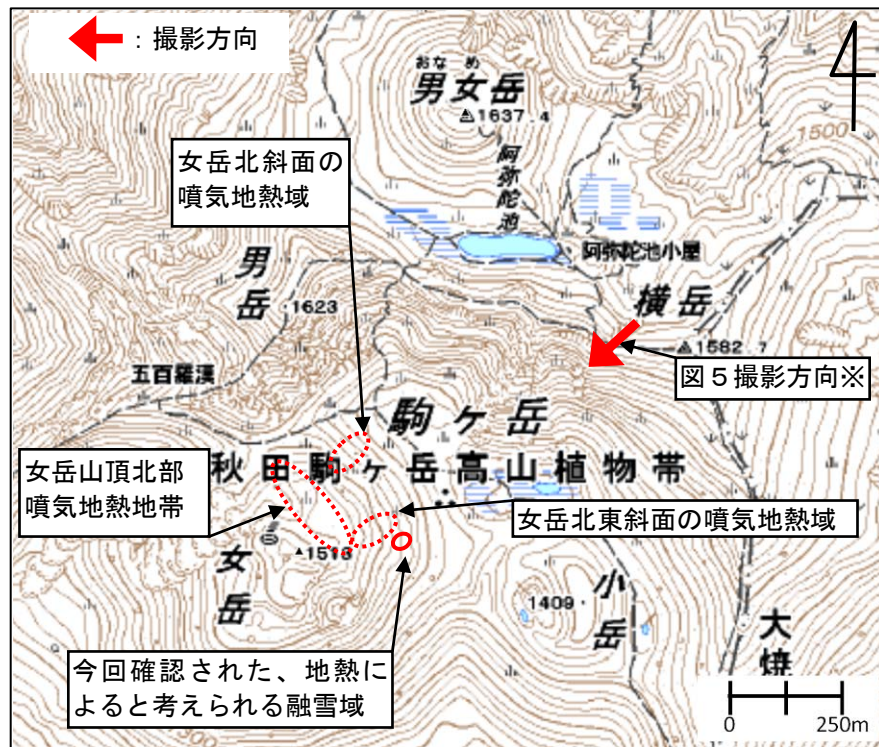 ：撮影方向
おなめ
男女岳
1637.4
1500
女岳北斜面の
噴気地熱域
阿弥陀池
阿弥陀池小屋
男岳
1623
横岳
1582.7
図５撮影方向※
五百羅漢
駒ヶ岳
秋田駒ヶ岳高山植物帯
女岳山頂北部
噴気地熱地帯
女岳北東斜面の噴気地熱域
1513
女岳
1409
小岳
大焼
今回確認された、地熱に
よると考えられる融雪域
0 250m